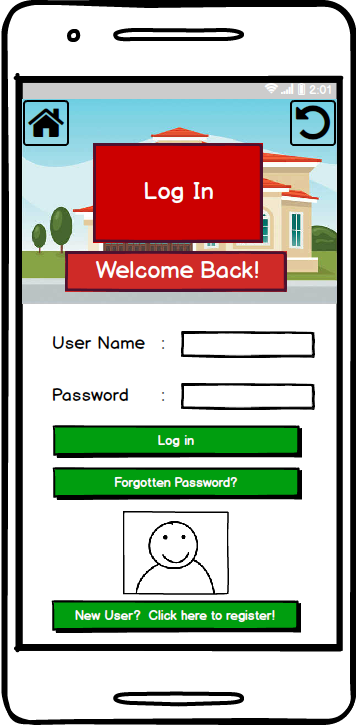 2:01
Log In
Welcome Back!
User Name :
Password :
Log in
Forgotten Password?
New User? Click here to register!